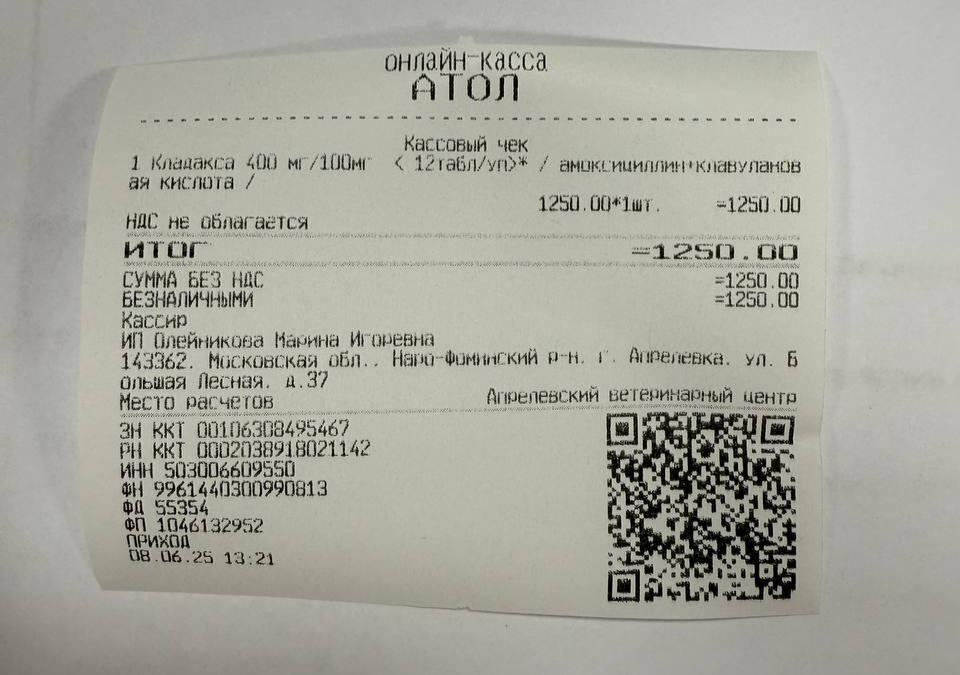 ОНЛАЙН-КАССА
АТОЛ
Кассовый чек
1 Кладакса 400 мг/100мг < 12табл/уп>* / амоксициллин+клавуланов
ая кислота /
1250.00*1шт. =1250.00
НДС не облагается
ИТОГ =1250.00
СУММА БЕЗ НДС =1250.00
БЕЗНАЛИЧНЫМИ =1250.00
Кассир
ИП Олейникова Марина Игоревна
143362. Московская обл., Наро-Фоминский р-н. г. Апрелевка. ул. Б
ольшая Лесная. д.37
Место расчетов Апрелевский ветеринарный центр
ЗН ККТ 00106308495467
РН ККТ 0002038918021142
ИНН 503006609550
ФН 9961440300990813
ФД 55354
ФП 1046132952
ПРИХОД
08.06.25 13:21